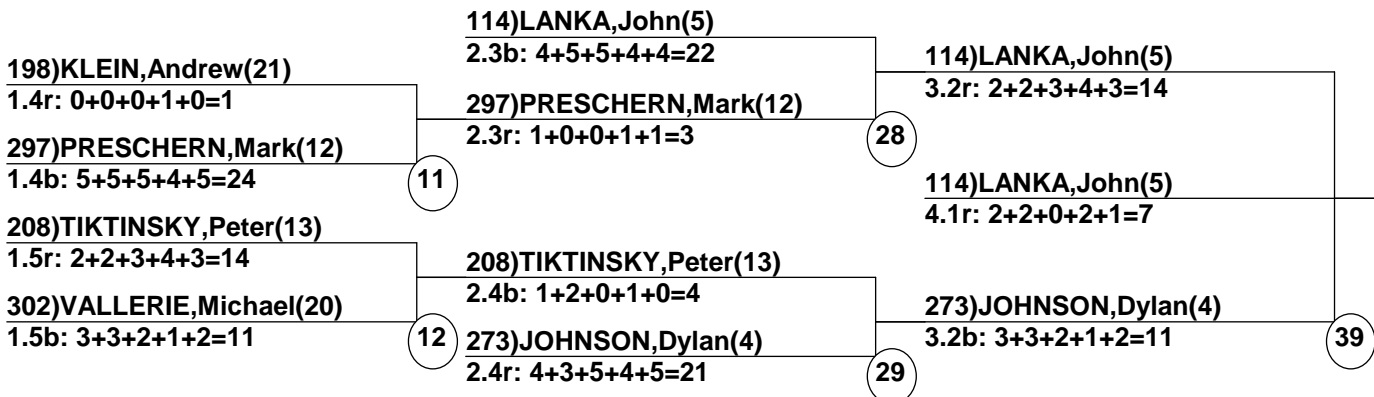 198)KLEIN,Andrew(21)
1.4r: 0+0+0+1+0=1
297)PRESCHERN,Mark(12)
1.4b: 5+5+5+4+5=24
11
208)TIKTINSKY,Peter(13)
1.5r: 2+2+3+4+3=14
302)VALLERIE,Michael(20)
1.5b: 3+3+2+1+2=11
12
114)LANKA,John(5)
2.3b: 4+5+5+4+4=22
297)PRESCHERN,Mark(12)
2.3r: 1+0+0+1+1=3
28
208)TIKTINSKY,Peter(13)
2.4b: 1+2+0+1+0=4
273)JOHNSON,Dylan(4)
2.4r: 4+3+5+4+5=21
29
114)LANKA,John(5)
3.2r: 2+2+3+4+3=14
114)LANKA,John(5)
4.1r: 2+2+0+2+1=7
273)JOHNSON,Dylan(4)
3.2b: 3+3+2+1+2=11
39